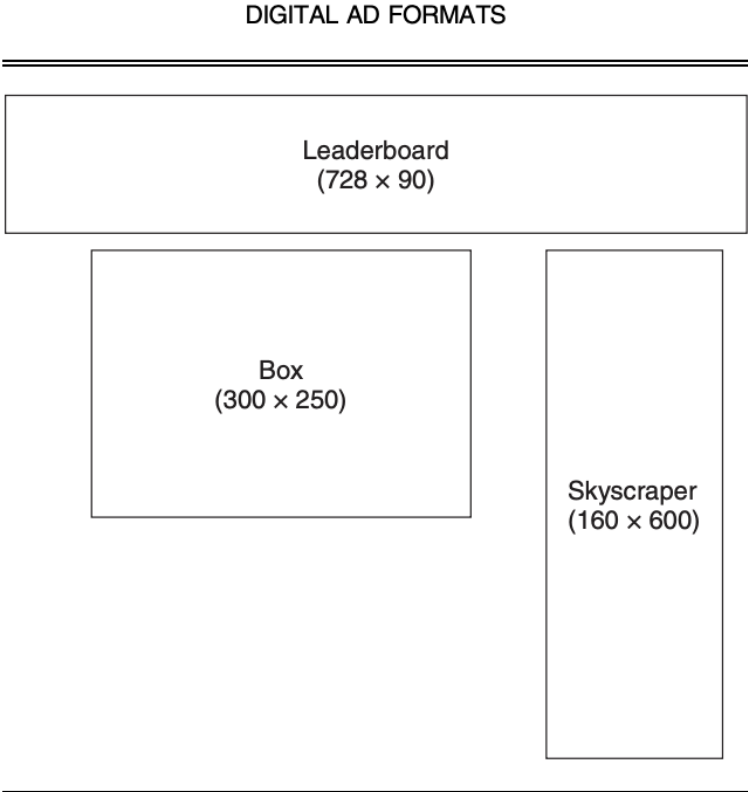 DIGITAL AD FORMATS
Leaderboard
(728 × 90)
Box
(300 × 250)
Skyscraper
(160 × 600)